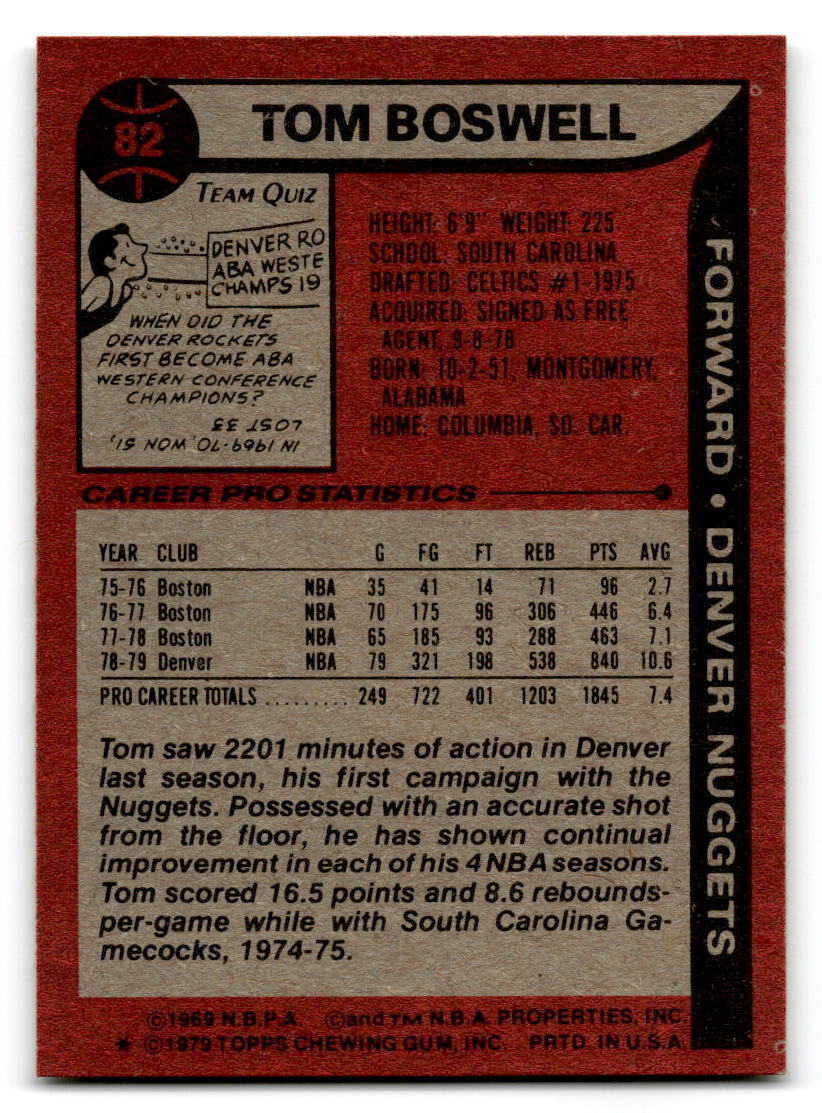 82
TOM BOSWELL
TEAM QUIZ
DENVER RO
ABA WESTE
CHAMPS 19
WHEN DID THE
DENVER ROCKETS
FIRST BECOME ABA
WESTERN CONFERENCE
CHAMPIONS?
IN 1969-70, WON 51,
LOST 33
HEIGHT: 6'9" WEIGHT: 225
SCHOOL: SOUTH CAROLINA
DRAFTED: CELTICS #1-1975
ACQUIRED: SIGNED AS FREE
AGENT, 9-8-78
BORN: 10-2-51, MONTGOMERY,
ALABAMA
HOME: COLUMBIA, SO. CAR.
FORWARD • DENVER NUGGETS
CAREER PRO STATISTICS
YEAR CLUB G FG FT REB PTS AVG
75-76 Boston NBA 35 41 14 71 96 2.7
76-77 Boston NBA 70 175 96 306 446 6.4
77-78 Boston NBA 65 185 93 288 463 7.1
78-79 Denver NBA 79 321 198 538 840 10.6
PRO CAREER TOTALS ......... 249 722 401 1203 1845 7.4
Tom saw 2201 minutes of action in Denver
last season, his first campaign with the
Nuggets. Possessed with an accurate shot
from the floor, he has shown continual
improvement in each of his 4 NBA seasons.
Tom scored 16.5 points and 8.6 rebounds-
per-game while with South Carolina Ga-
mecocks, 1974-75.
©1969 N.B.P.A. ©and TM N.B.A. PROPERTIES, INC.
* ©1979 TOPPS CHEWING GUM, INC. PRTD. IN U.S.A.